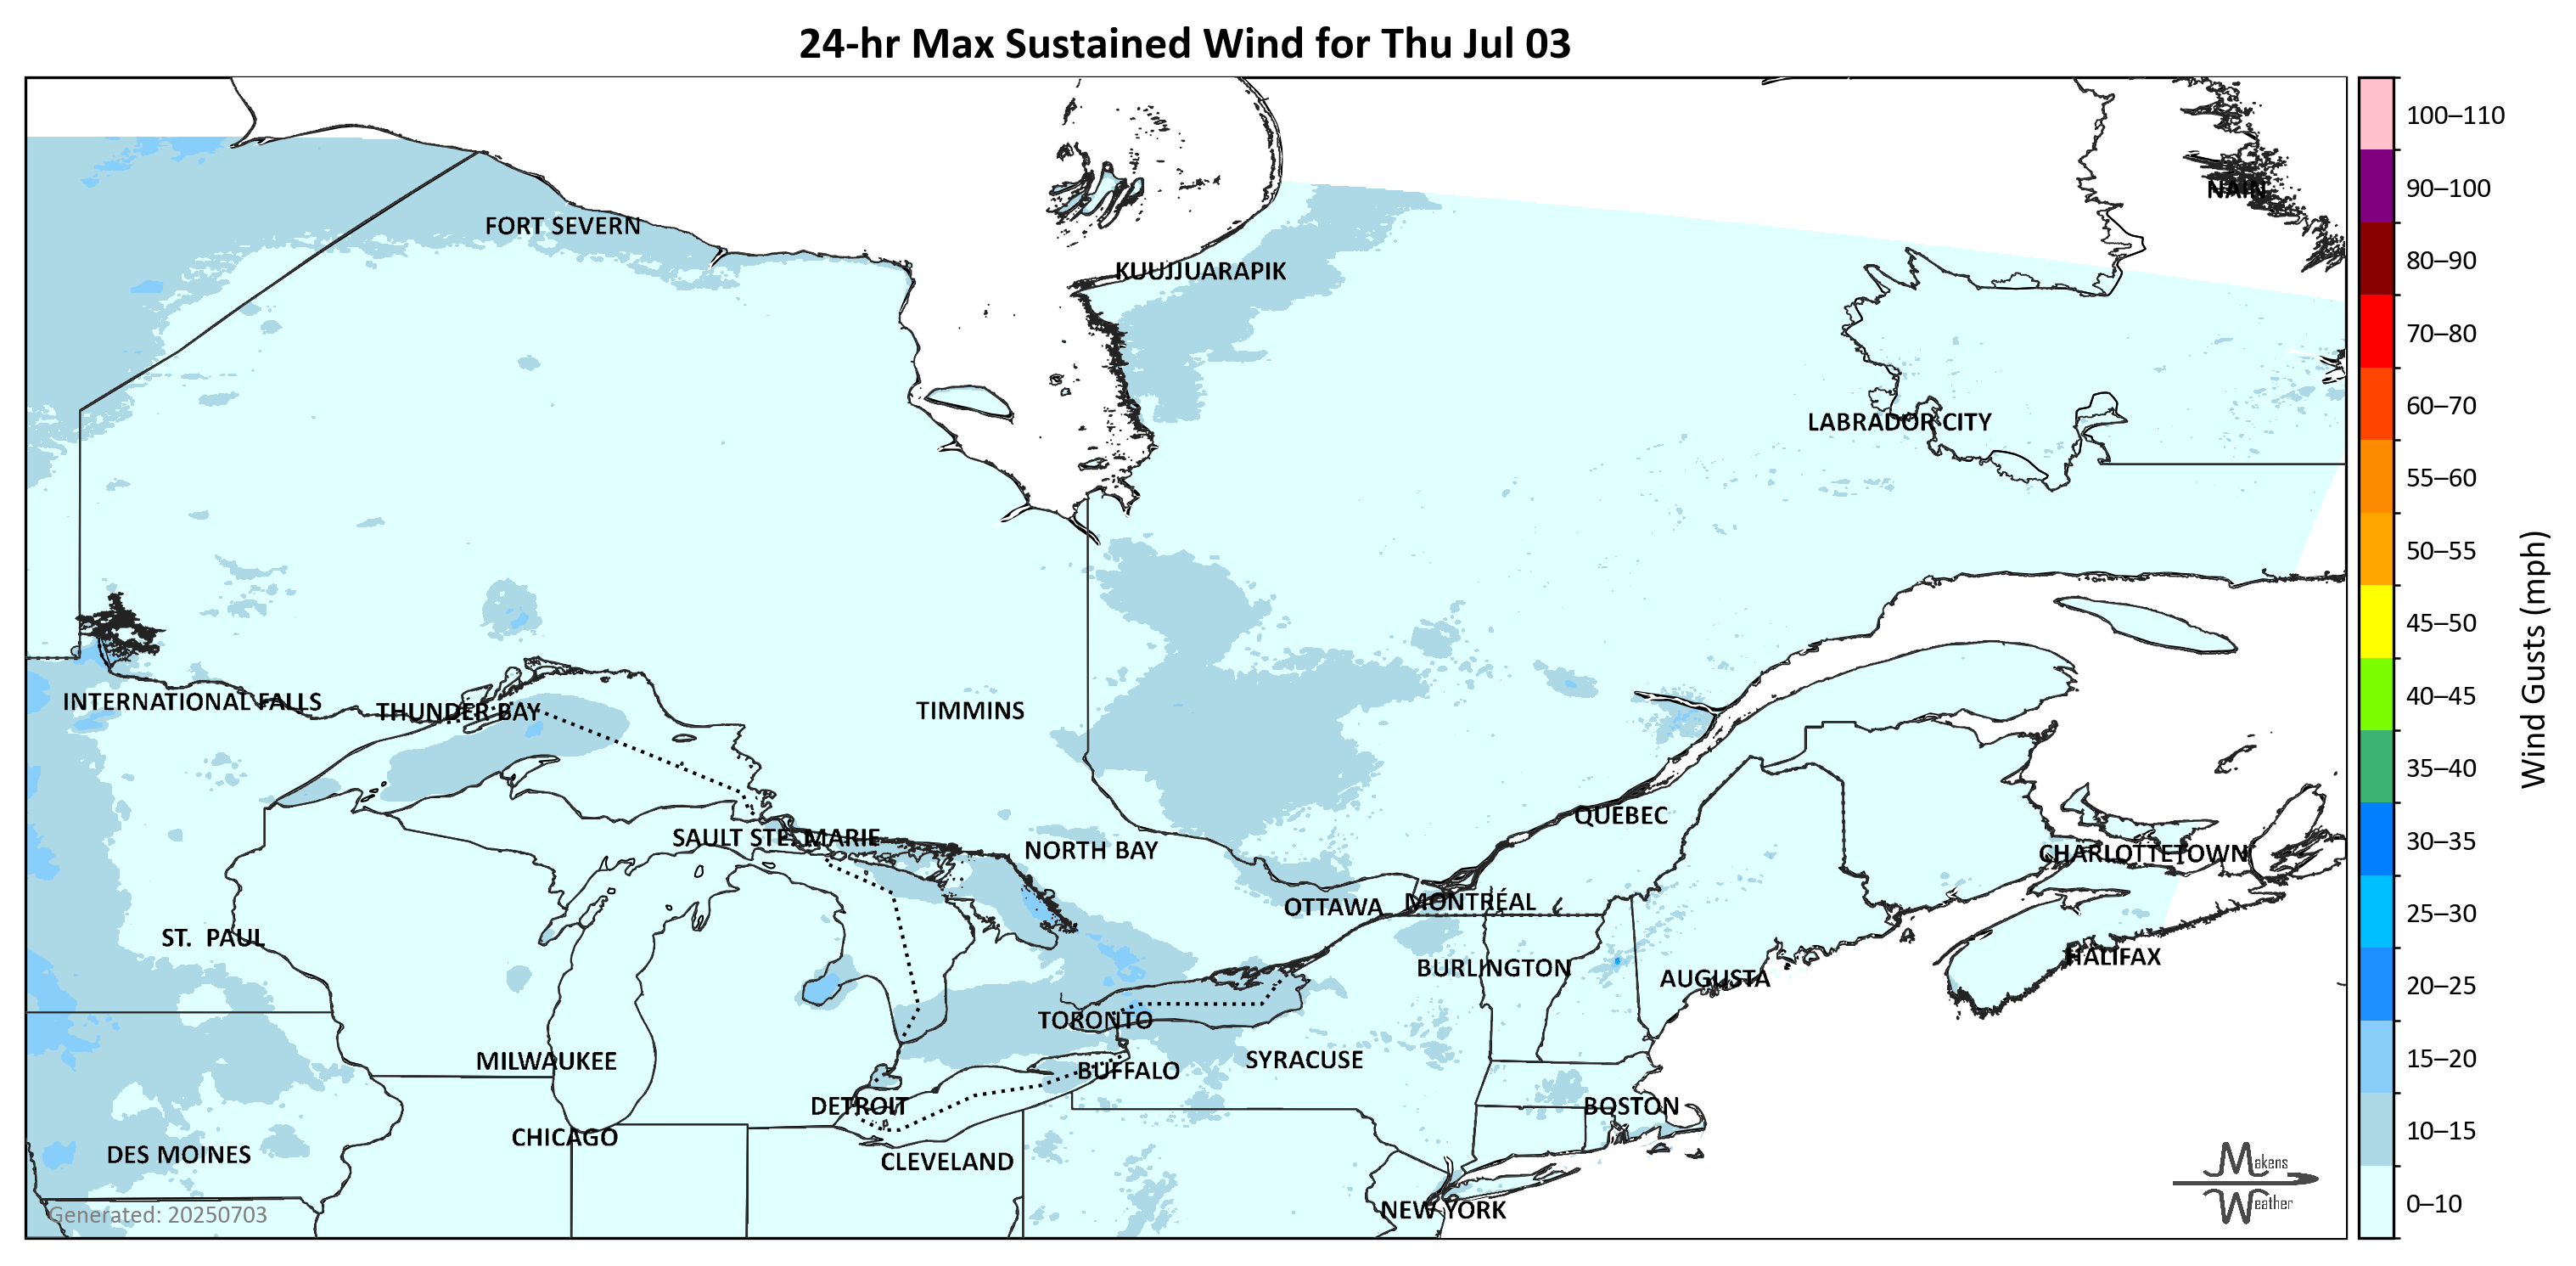 24-hr Max Sustained Wind for Thu Jul 03
NAIN
FORT SEVERN
KUUJJUARAPIK
LABRADOR CITY
INTERNATIONAL FALLS
THUNDER BAY
TIMMINS
QUEBEC
SAULT STE. MARIE
NORTH BAY
CHARLOTTETOWN
OTTAWA
MONTRÉAL
ST. PAUL
HALIFAX
BURLINGTON
AUGUSTA
TORONTO
MILWAUKEE
SYRACUSE
BUFFALO
DETROIT
BOSTON
CHICAGO
DES MOINES
CLEVELAND
NEW YORK
Generated: 20250703
Makens
Weather
100–110
90–100
80–90
70–80
60–70
55–60
50–55
45–50
40–45
35–40
30–35
25–30
20–25
15–20
10–15
0–10
Wind Gusts (mph)